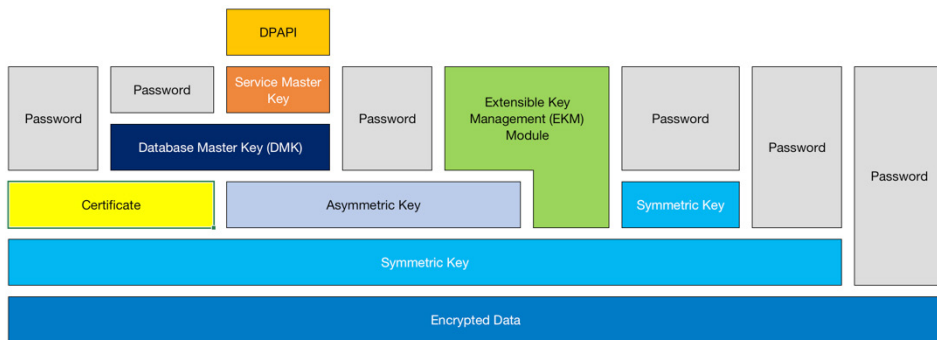 DPAPI
Password
Password
Service Master
Key
Password
Extensible Key
Management (EKM)
Module
Password
Password
Password
Database Master Key (DMK)
Certificate
Asymmetric Key
Symmetric Key
Symmetric Key
Encrypted Data